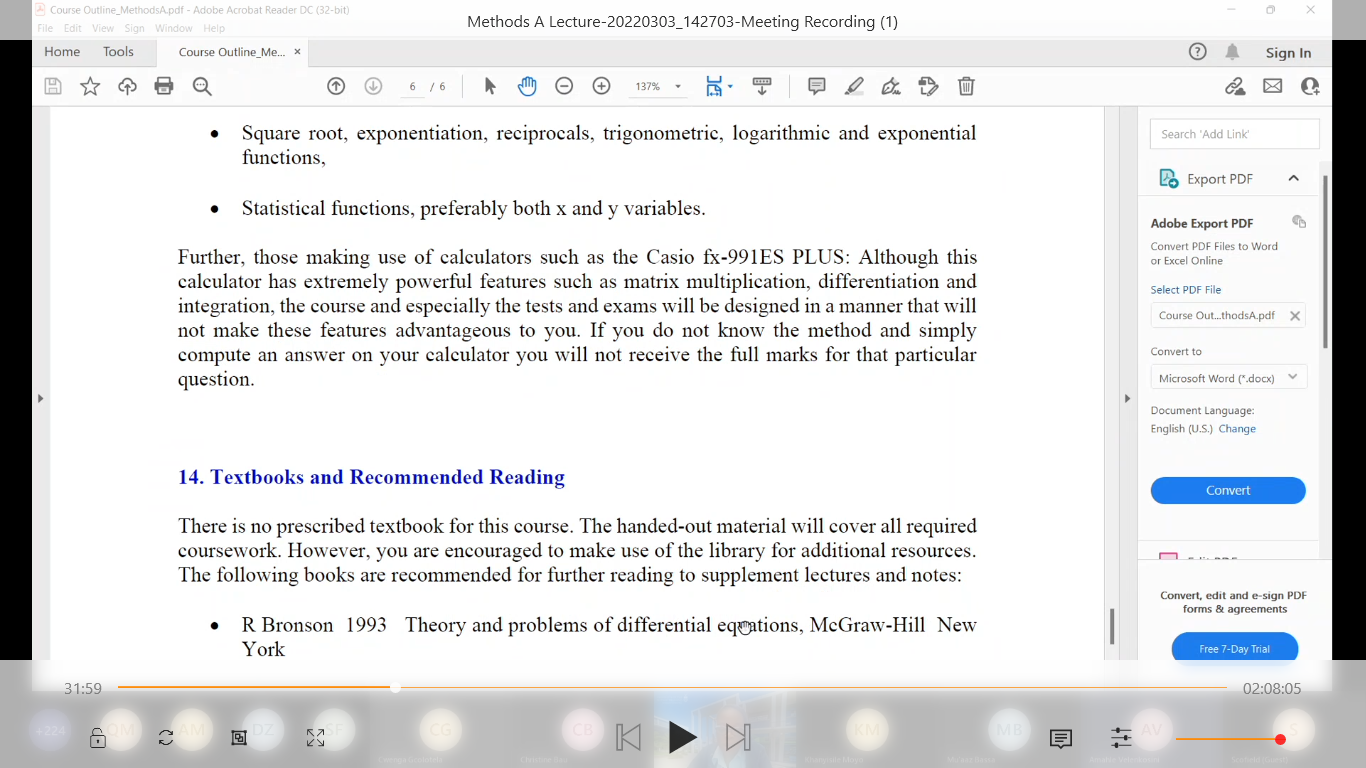 Course Outline_MethodsA.pdf - Adobe Acrobat Reader DC (32-bit)
Methods A Lecture-20220303_142703-Meeting Recording (1)
File Edit View Sign Window Help
Home Tools Course Outline_Me... × Sign In
6 / 6 137%
• Square root, exponentiation, reciprocals, trigonometric, logarithmic and exponential
functions,
• Statistical functions, preferably both x and y variables.
Further, those making use of calculators such as the Casio fx-991ES PLUS: Although this
calculator has extremely powerful features such as matrix multiplication, differentiation and
integration, the course and especially the tests and exams will be designed in a manner that will
not make these features advantageous to you. If you do not know the method and simply
compute an answer on your calculator you will not receive the full marks for that particular
question.
14. Textbooks and Recommended Reading
There is no prescribed textbook for this course. The handed-out material will cover all required
coursework. However, you are encouraged to make use of the library for additional resources.
The following books are recommended for further reading to supplement lectures and notes:
• R Bronson 1993 Theory and problems of differential equations, McGraw-Hill New
York
Search 'Add Link'
Export PDF
Adobe Export PDF
Convert PDF Files to Word
or Excel Online
Select PDF File
Course Out...thodsA.pdf
Convert to
Microsoft Word (*.docx)
Document Language:
English (U.S.) Change
Convert
Convert, edit and e-sign PDF
forms & agreements
Free 7-Day Trial
31:59
02:08:05
+224 QM AM DZ SF CG CB KM MB AV S